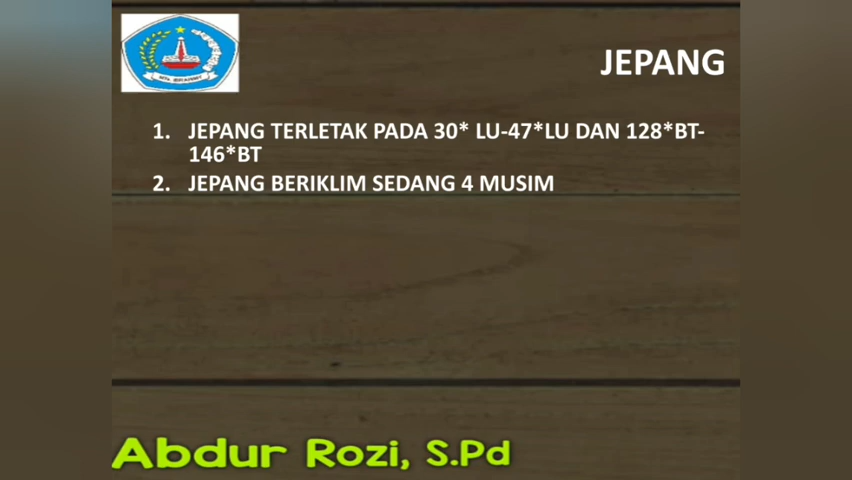 JEPANG
1. JEPANG TERLETAK PADA 30* LU-47*LU DAN 128*BT-
146*BT
2. JEPANG BERIKLIM SEDANG 4 MUSIM
Abdur Rozi, S.Pd